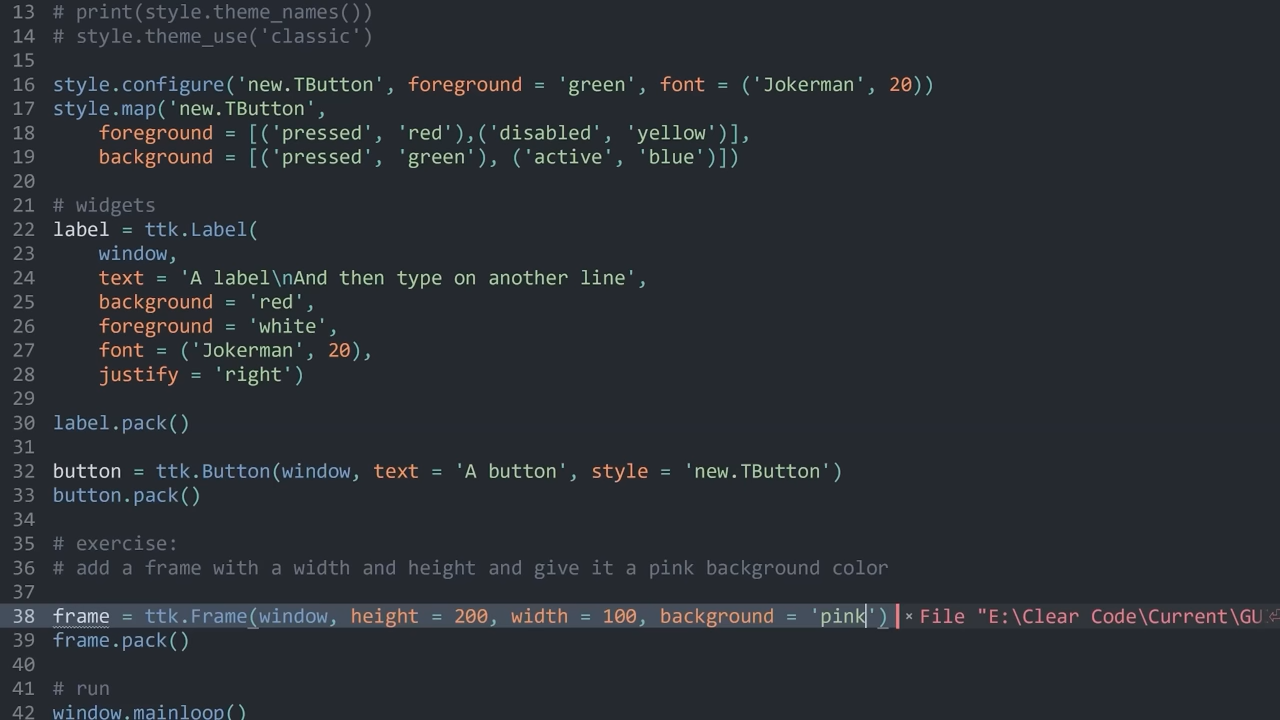 13 # print(style.theme_names())
14 # style.theme_use('classic')
15
16 style.configure('new.TButton', foreground = 'green', font = ('Jokerman', 20))
17 style.map('new.TButton',
18     foreground = [('pressed', 'red'),('disabled', 'yellow')],
19     background = [('pressed', 'green'), ('active', 'blue')])
20
21 # widgets
22 label = ttk.Label(
23     window,
24     text = 'A label\nAnd then type on another line',
25     background = 'red',
26     foreground = 'white',
27     font = ('Jokerman', 20),
28     justify = 'right')
29
30 label.pack()
31
32 button = ttk.Button(window, text = 'A button', style = 'new.TButton')
33 button.pack()
34
35 # exercise:
36 # add a frame with a width and height and give it a pink background color
37
38 frame = ttk.Frame(window, height = 200, width = 100, background = 'pink') × File "E:\Clear Code\Current\GU
39 frame.pack()
40
41 # run
42 window.mainloop()